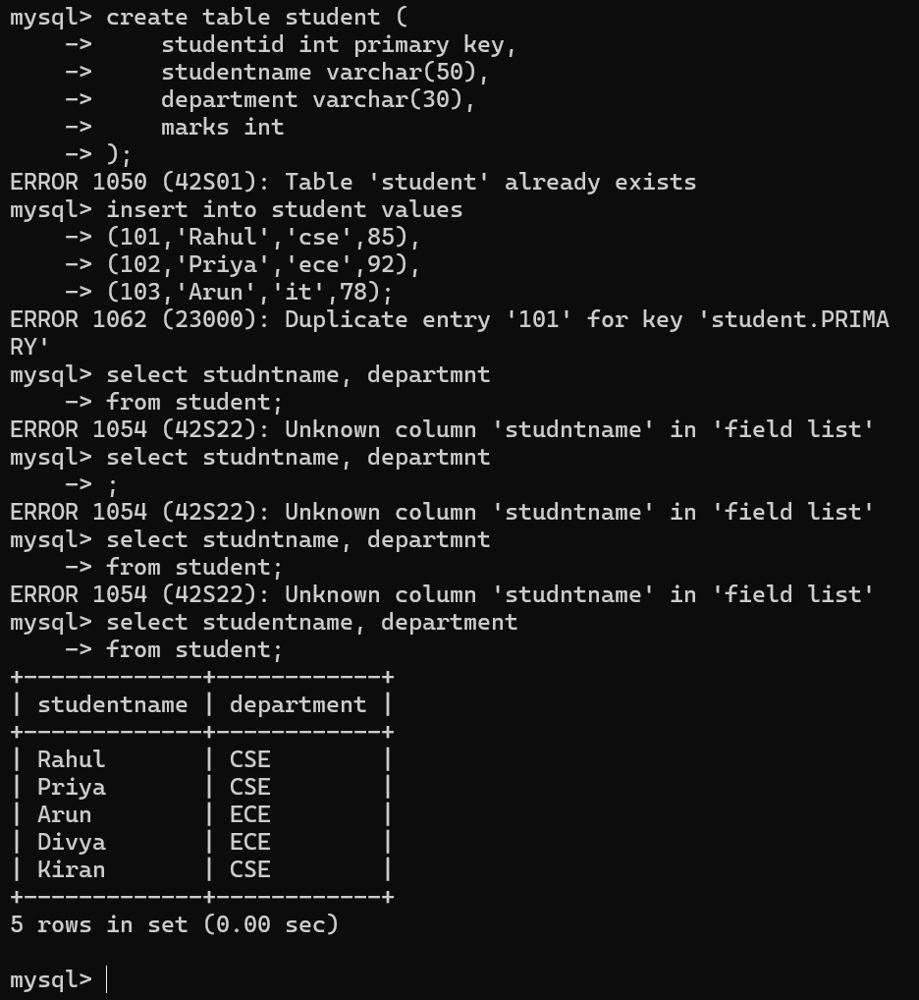 mysql> create table student (
    ->     studentid int primary key,
    ->     studentname varchar(50),
    ->     department varchar(30),
    ->     marks int
    -> );
ERROR 1050 (42S01): Table 'student' already exists
mysql> insert into student values
    -> (101,'Rahul','cse',85),
    -> (102,'Priya','ece',92),
    -> (103,'Arun','it',78);
ERROR 1062 (23000): Duplicate entry '101' for key 'student.PRIMA
RY'
mysql> select studntname, departmnt
    -> from student;
ERROR 1054 (42S22): Unknown column 'studntname' in 'field list'
mysql> select studntname, departmnt
    -> ;
ERROR 1054 (42S22): Unknown column 'studntname' in 'field list'
mysql> select studntname, departmnt
    -> from student;
ERROR 1054 (42S22): Unknown column 'studntname' in 'field list'
mysql> select studentname, department
    -> from student;
+-------------+------------+
| studentname | department |
+-------------+------------+
| Rahul       | CSE        |
| Priya       | CSE        |
| Arun        | ECE        |
| Divya       | ECE        |
| Kiran       | CSE        |
+-------------+------------+
5 rows in set (0.00 sec)

mysql>